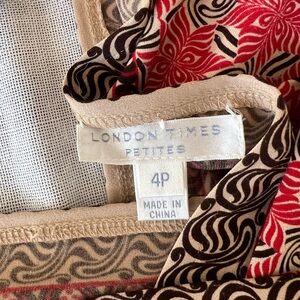 LONDON TIMES
PETITES
4P
MADE IN
CHINA